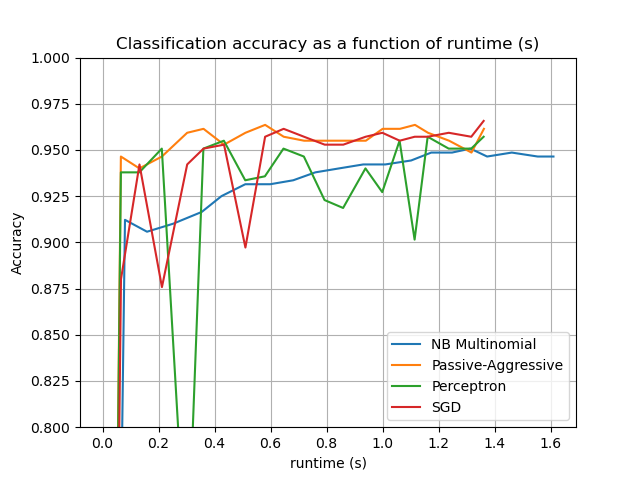 Classification accuracy as a function of runtime (s)
1.000
0.975
0.950
0.925
0.900
0.875
0.850
0.825
0.800
Accuracy
NB Multinomial
Passive-Aggressive
Perceptron
SGD
0.0 0.2 0.4 0.6 0.8 1.0 1.2 1.4 1.6
runtime (s)